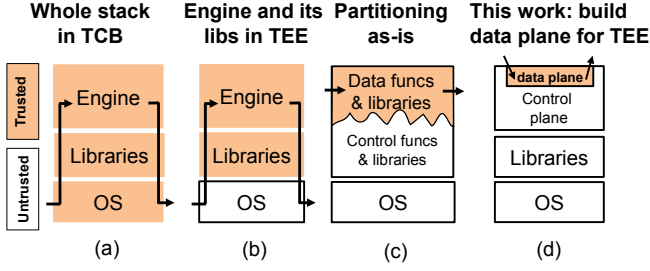 Whole stack
in TCB
Engine and its
libs in TEE
Partitioning
as-is
This work: build
data plane for TEE
Trusted
Untrusted
Engine
Libraries
OS
(a)
Engine
Libraries
OS
(b)
Data funcs
& libraries
Control funcs
& libraries
OS
(c)
data plane
Control
plane
Libraries
OS
(d)